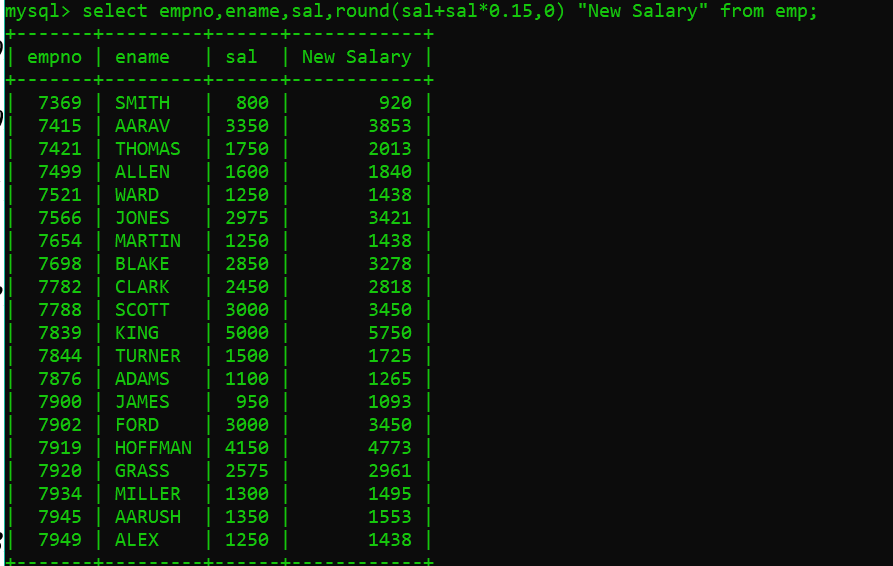 mysql> select empno,ename,sal,round(sal+sal*0.15,0) "New Salary" from emp;
+-------+---------+------+------------+
| empno | ename   | sal  | New Salary |
+-------+---------+------+------------+
|  7369 | SMITH   |  800 |        920 |
|  7415 | AARAV   | 3350 |       3853 |
|  7421 | THOMAS  | 1750 |       2013 |
|  7499 | ALLEN   | 1600 |       1840 |
|  7521 | WARD    | 1250 |       1438 |
|  7566 | JONES   | 2975 |       3421 |
|  7654 | MARTIN  | 1250 |       1438 |
|  7698 | BLAKE   | 2850 |       3278 |
|  7782 | CLARK   | 2450 |       2818 |
|  7788 | SCOTT   | 3000 |       3450 |
|  7839 | KING    | 5000 |       5750 |
|  7844 | TURNER  | 1500 |       1725 |
|  7876 | ADAMS   | 1100 |       1265 |
|  7900 | JAMES   |  950 |       1093 |
|  7902 | FORD    | 3000 |       3450 |
|  7919 | HOFFMAN | 4150 |       4773 |
|  7920 | GRASS   | 2575 |       2961 |
|  7934 | MILLER  | 1300 |       1495 |
|  7945 | AARUSH  | 1350 |       1553 |
|  7949 | ALEX    | 1250 |       1438 |
+-------+---------+------+------------+